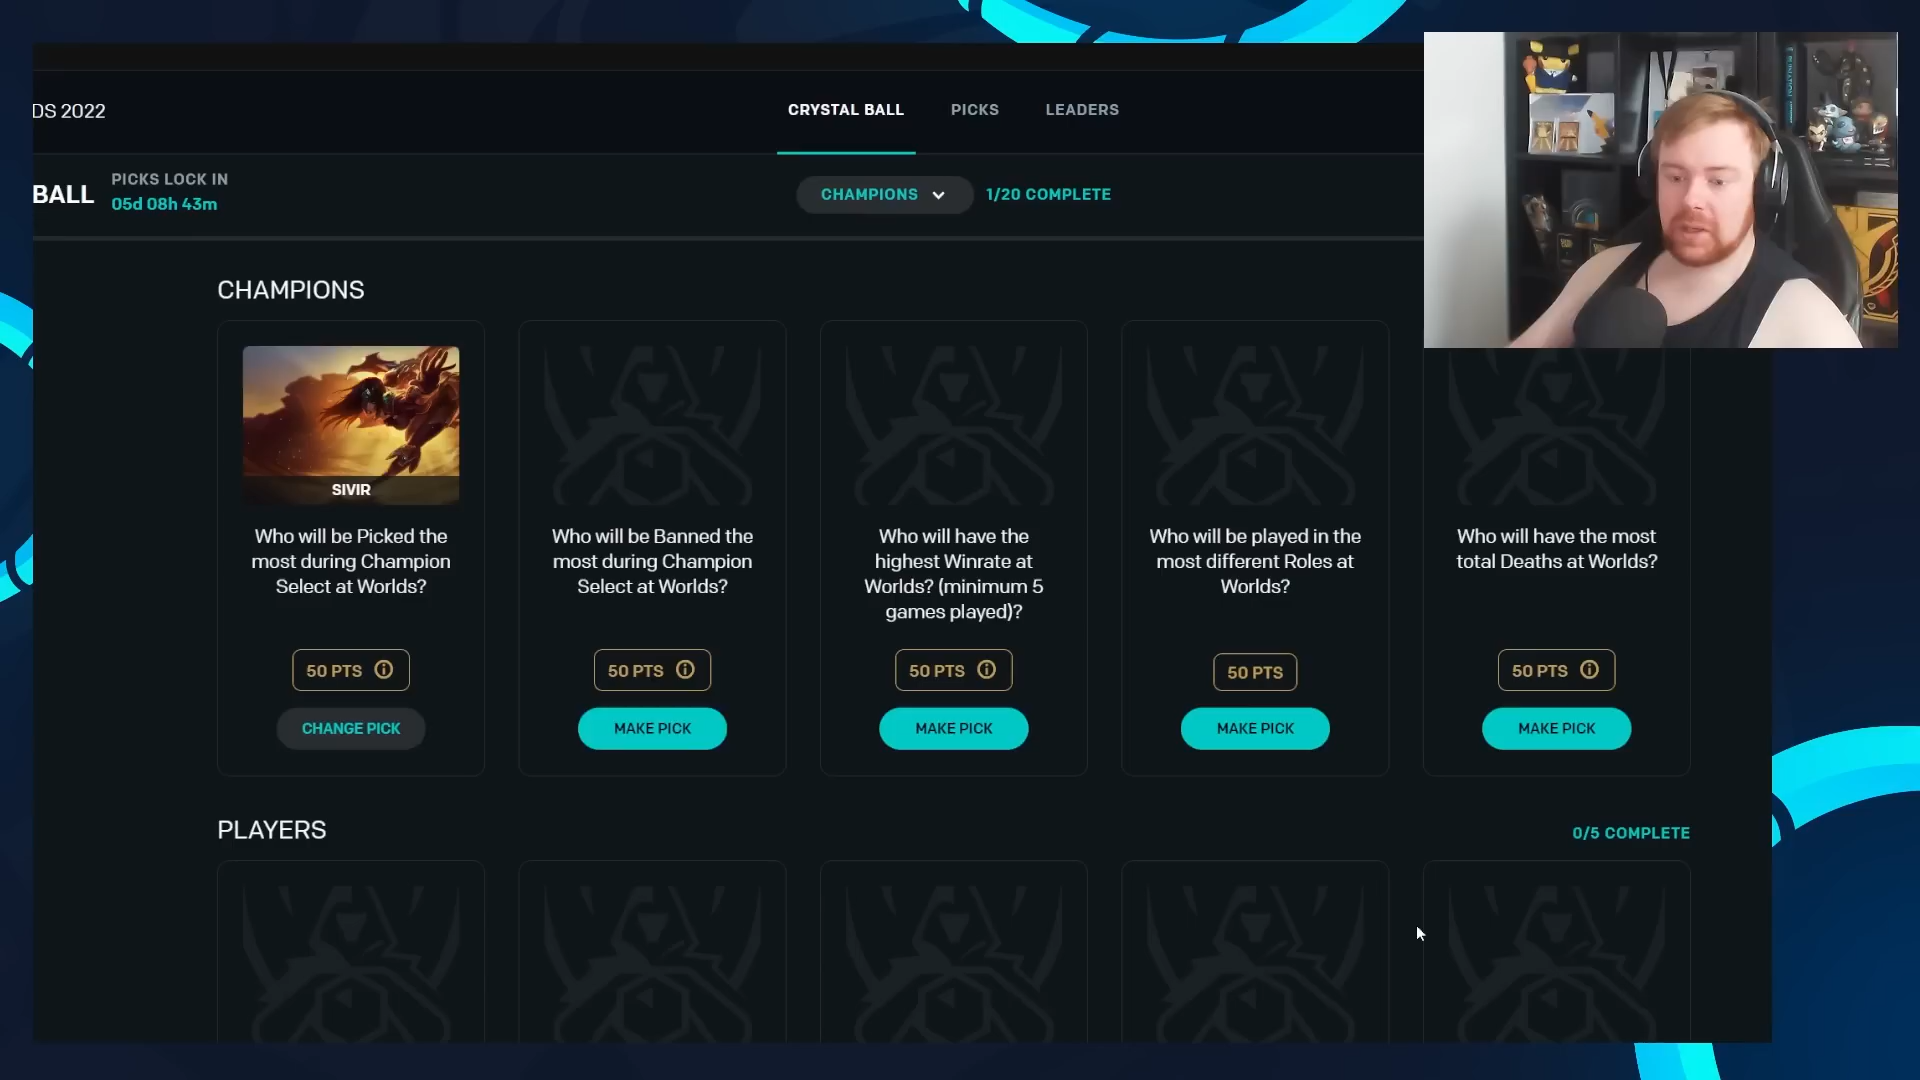 DS 2022
CRYSTAL BALL
PICKS
LEADERS
BALL
PICKS LOCK IN
05d 08h 43m
CHAMPIONS
1/20 COMPLETE
CHAMPIONS
SIVIR
Who will be Picked the
most during Champion
Select at Worlds?
50 PTS
CHANGE PICK
Who will be Banned the
most during Champion
Select at Worlds?
50 PTS
MAKE PICK
Who will have the
highest Winrate at
Worlds? (minimum 5
games played)?
50 PTS
MAKE PICK
Who will be played in the
most different Roles at
Worlds?
50 PTS
MAKE PICK
Who will have the most
total Deaths at Worlds?
50 PTS
MAKE PICK
PLAYERS
0/5 COMPLETE